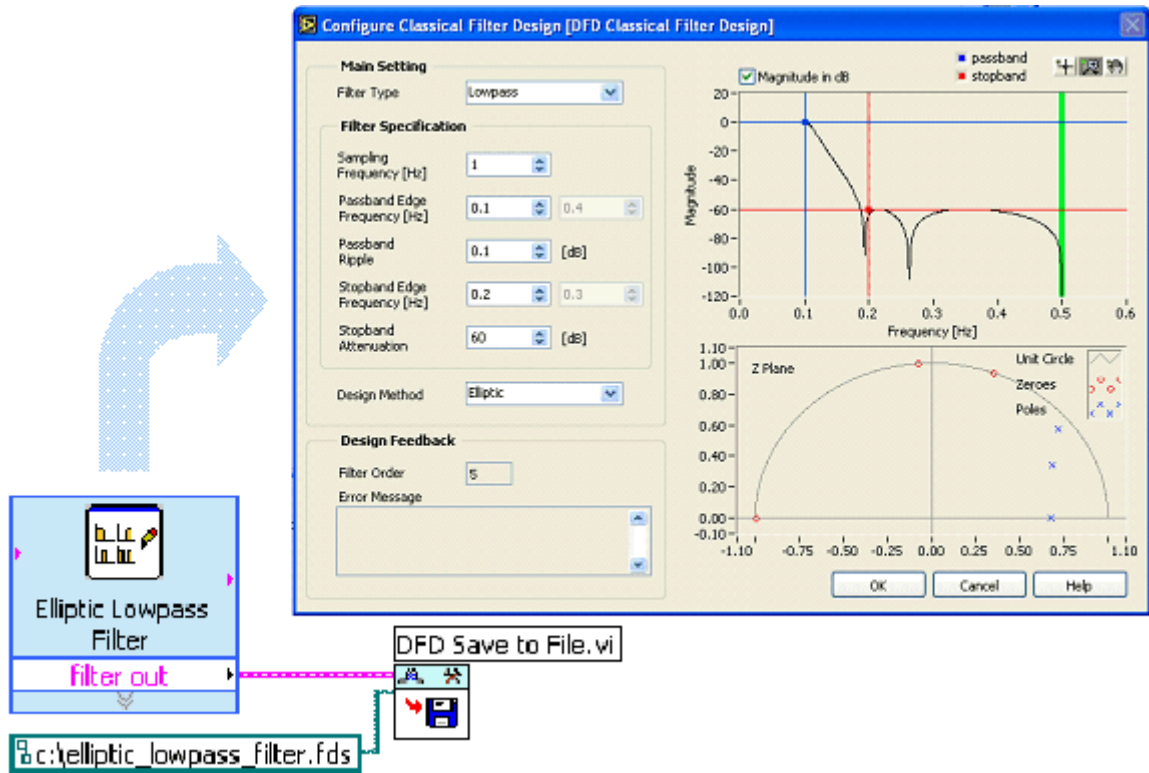 Configure Classical Filter Design [DFD Classical Filter Design]
Main Setting
Filter Type
Lowpass
Filter Specification
Sampling
Frequency [Hz]
1
Passband Edge
Frequency [Hz]
0.1
0.4
Passband
Ripple
0.1
[dB]
Stopband Edge
Frequency [Hz]
0.2
0.3
Stopband
Attenuation
60
[dB]
Design Method
Elliptic
Design Feedback
Filter Order
5
Error Message
Magnitude in dB
passband
stopband
20
0
-20
-40
-60
-80
-100
-120
Magnitude
0.0 0.1 0.2 0.3 0.4 0.5 0.6
Frequency [Hz]
1.10
1.00
0.80
0.60
0.40
0.20
0.00
-0.10
Z Plane
Unit Circle
Zeroes
Poles
-1.10 -0.75 -0.50 -0.25 0.00 0.25 0.50 0.75 1.10
OK
Cancel
Help
Elliptic Lowpass
Filter
filter out
DFD Save to File.vi
c:\elliptic_lowpass_filter.fds